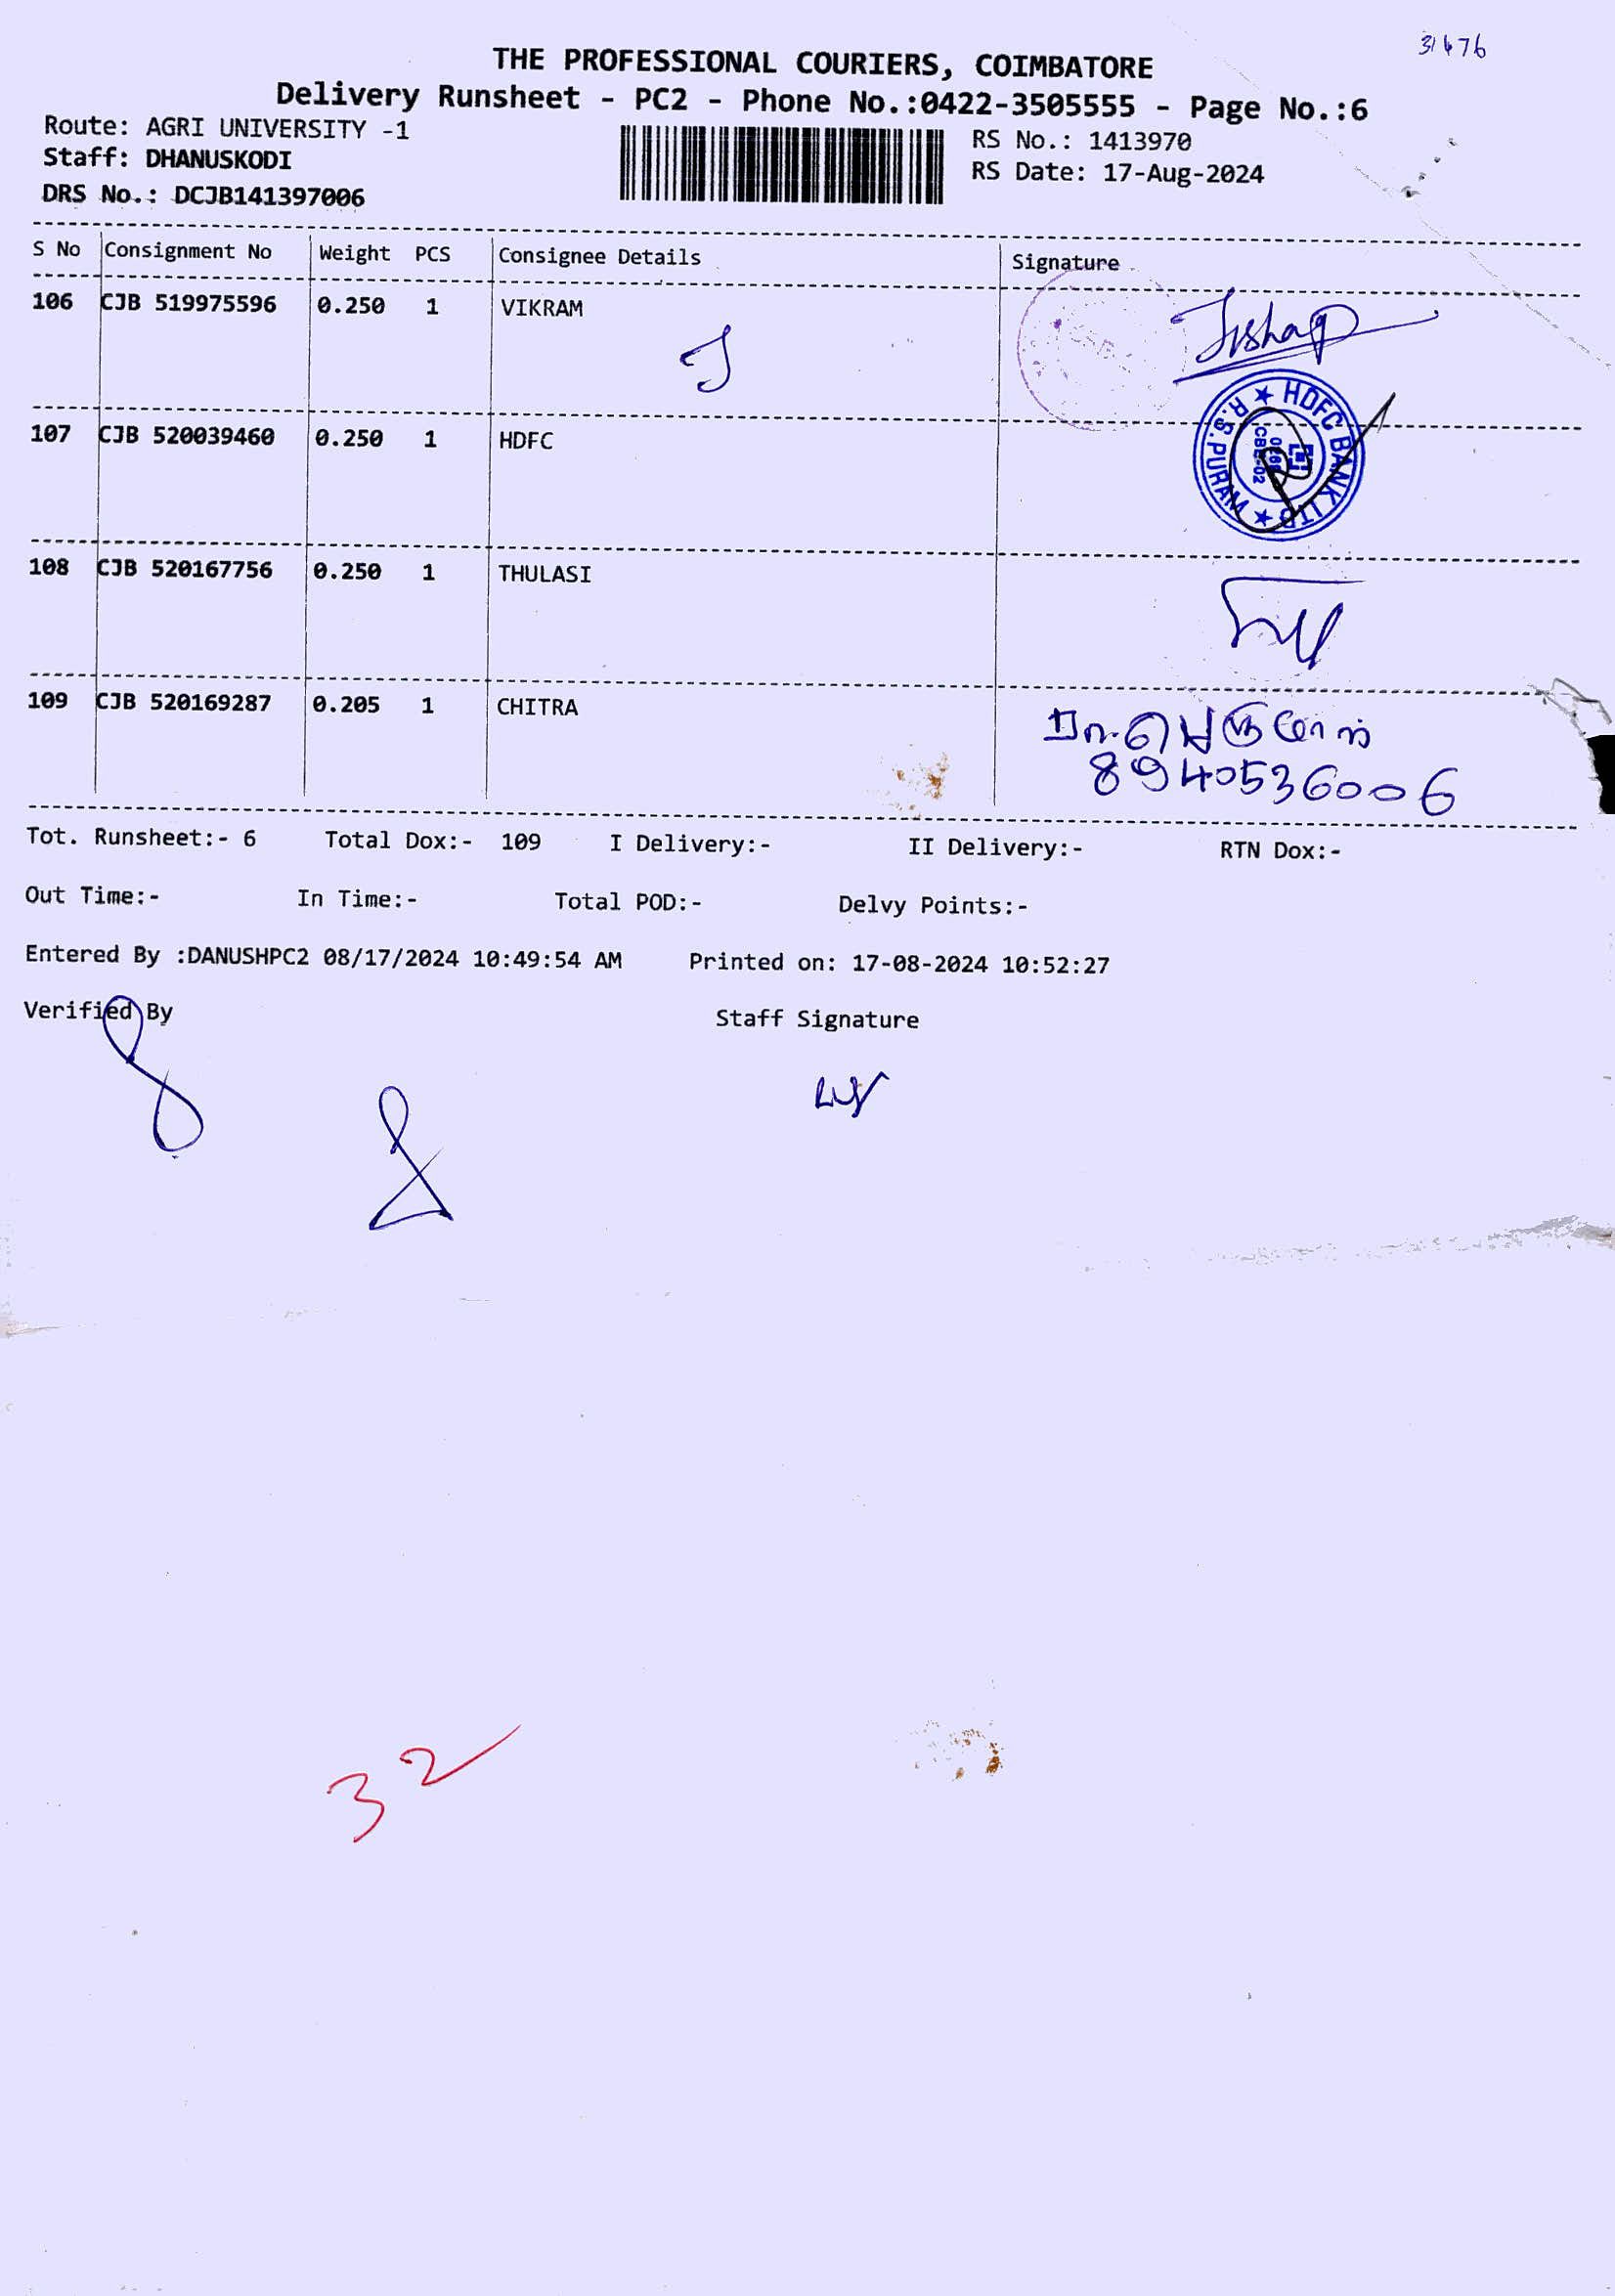 THE PROFESSIONAL COURIERS, COIMBATORE
Delivery Runsheet - PC2 - Phone No.:0422-3505555 - Page No.:6
Route: AGRI UNIVERSITY -1
Staff: DHANUSKODI
DRS No.: DCJB141397006
RS No.: 1413970
RS Date: 17-Aug-2024
S No Consignment No Weight PCS Consignee Details Signature
106 CJB 519975596 0.250 1 VIKRAM
107 CJB 520039460 0.250 1 HDFC
★ HDFC BANK LTD ★ R.S.PURAM
108 CJB 520167756 0.250 1 THULASI
109 CJB 520169287 0.205 1 CHITRA
8940536006
Tot. Runsheet:- 6 Total Dox:- 109 I Delivery:- II Delivery:- RTN Dox:-
Out Time:- In Time:- Total POD:- Delvy Points:-
Entered By :DANUSHPC2 08/17/2024 10:49:54 AM Printed on: 17-08-2024 10:52:27
Verified By Staff Signature
32